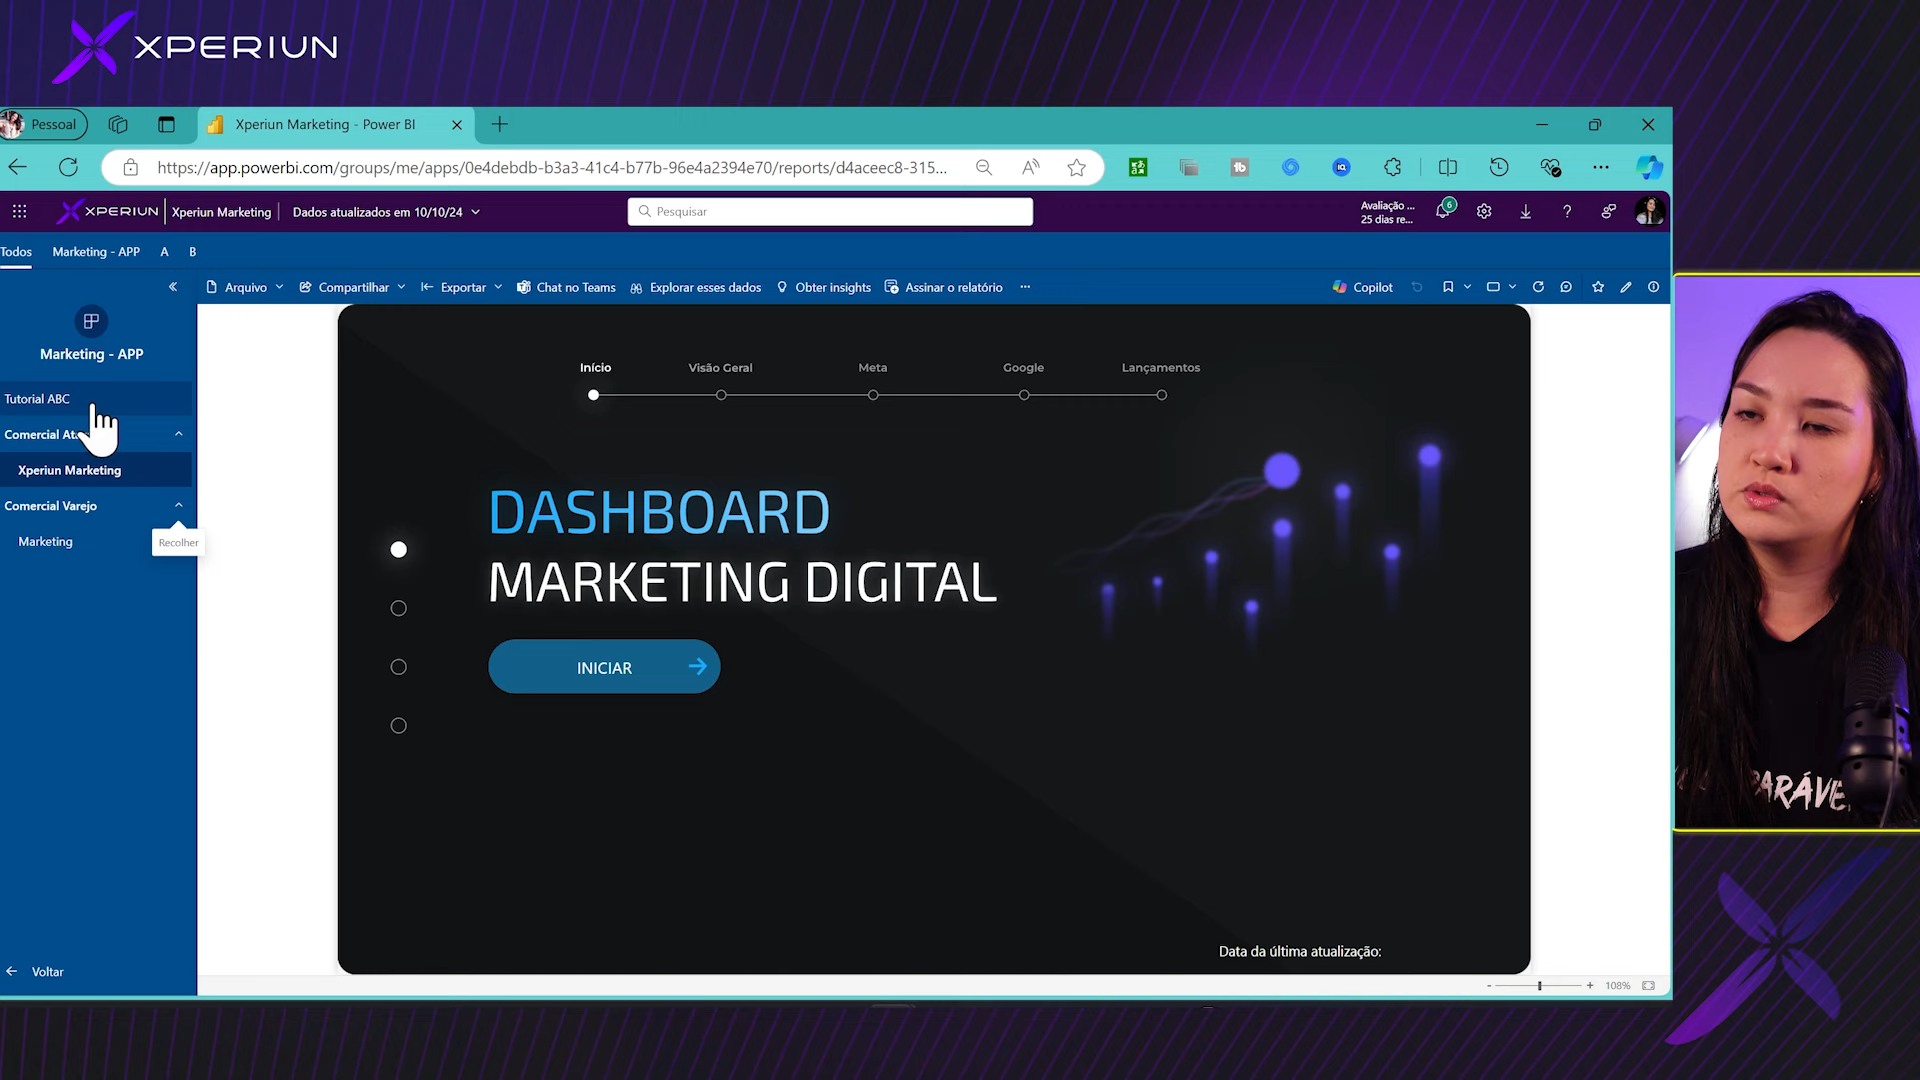 XPERIUN
Pessoal
Xperiun Marketing - Power BI
https://app.powerbi.com/groups/me/apps/0e4debdb-b3a3-41c4-b77b-96e4a2394e70/reports/d4aceec8-315...
XPERIUN
Xperiun Marketing
Dados atualizados em 10/10/24
Pesquisar
Avaliação ...
25 dias re...
6
Todos
Marketing - APP
A
B
Arquivo
Compartilhar
Exportar
Chat no Teams
Explorar esses dados
Obter insights
Assinar o relatório
...
Copilot
Marketing - APP
Tutorial ABC
Comercial At
Xperiun Marketing
Comercial Varejo
Recolher
Marketing
Voltar
Início
Visão Geral
Meta
Google
Lançamentos
DASHBOARD
MARKETING DIGITAL
INICIAR
Data da última atualização:
- + 108%